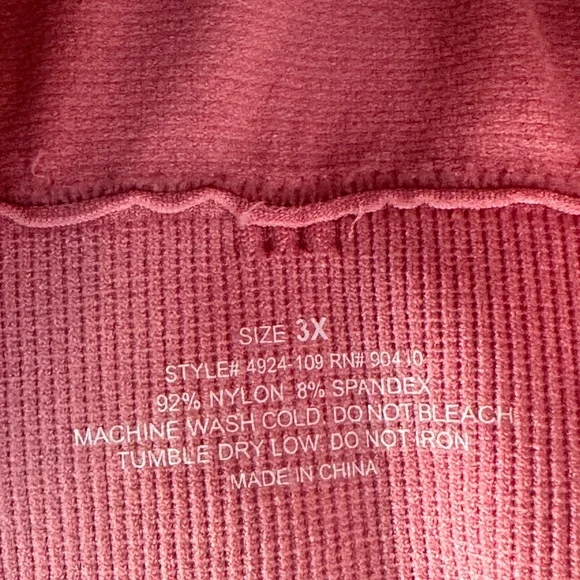 SIZE 3X
STYLE# 4924-109 RN# 90410
92% NYLON 8% SPANDEX
MACHINE WASH COLD. DO NOT BLEACH
TUMBLE DRY LOW. DO NOT IRON
MADE IN CHINA